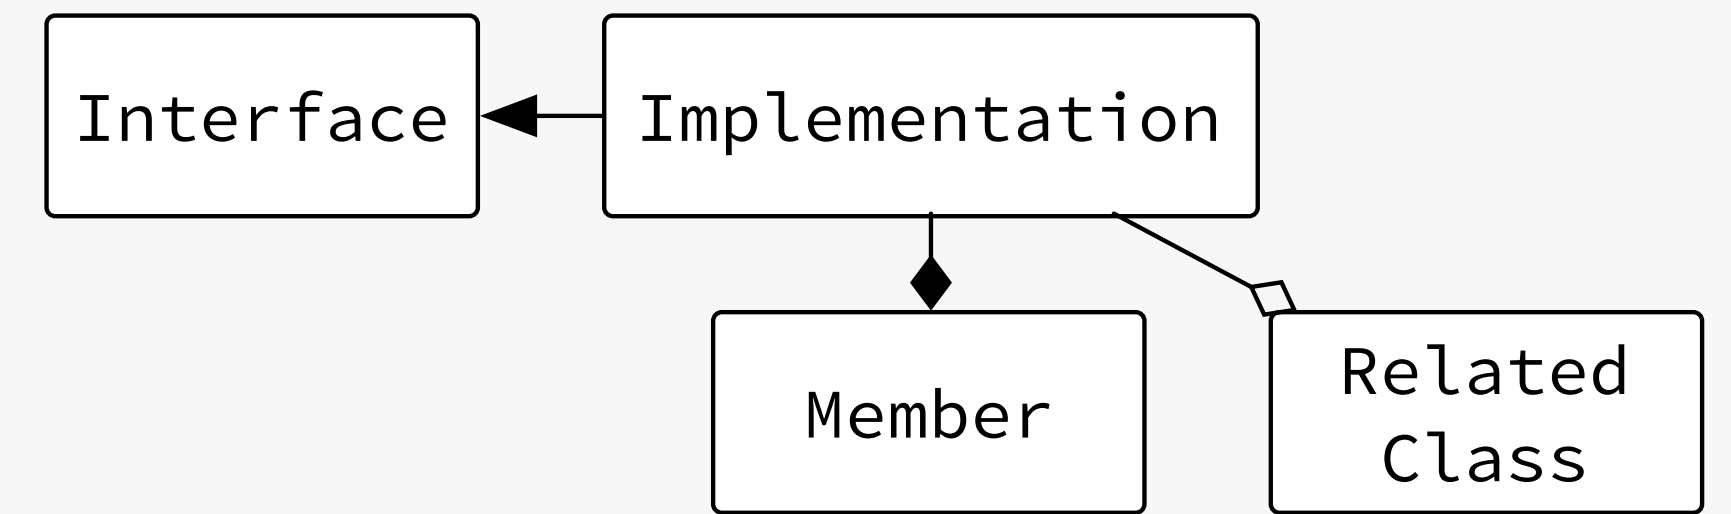 Interface
Implementation
Member
Related
Class